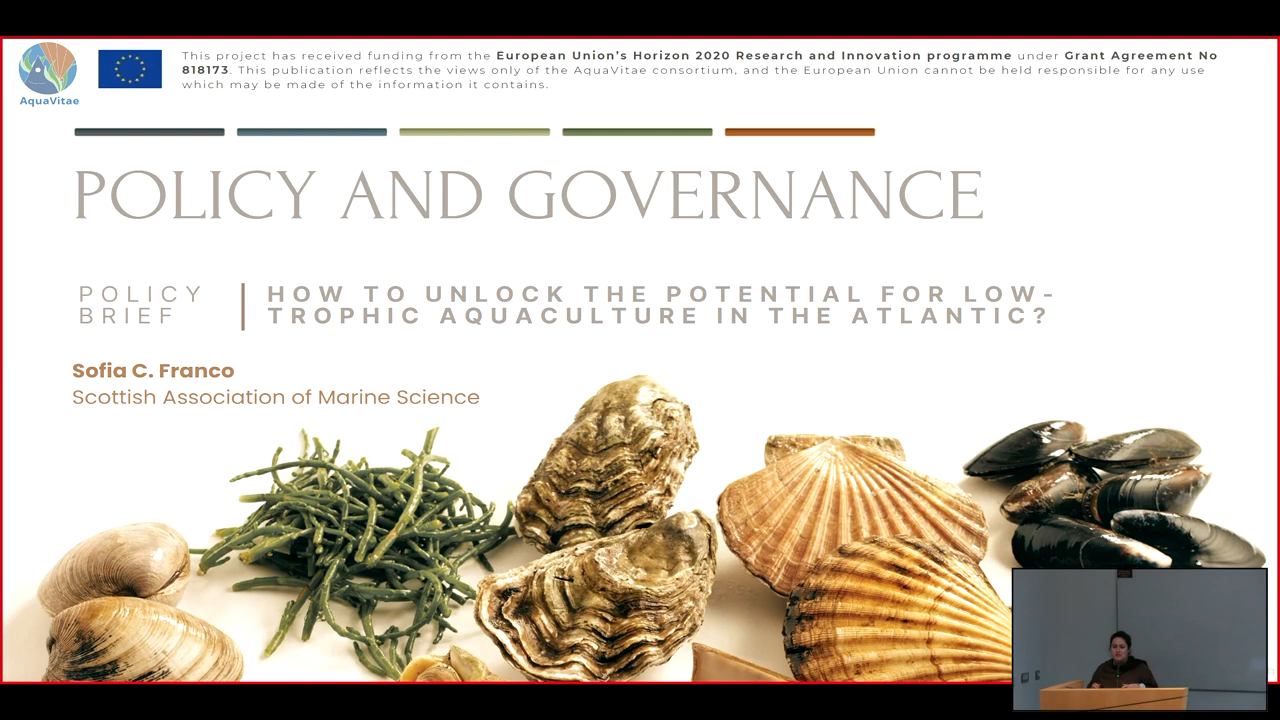 This project has received funding from the European Union's Horizon 2020 Research and Innovation programme under Grant Agreement No
818173. This publication reflects the views only of the AquaVitae consortium, and the European Union cannot be held responsible for any use
which may be made of the information it contains.
AquaVitae
POLICY AND GOVERNANCE
POLICY
BRIEF
HOW TO UNLOCK THE POTENTIAL FOR LOW-
TROPHIC AQUACULTURE IN THE ATLANTIC?
Sofia C. Franco
Scottish Association of Marine Science